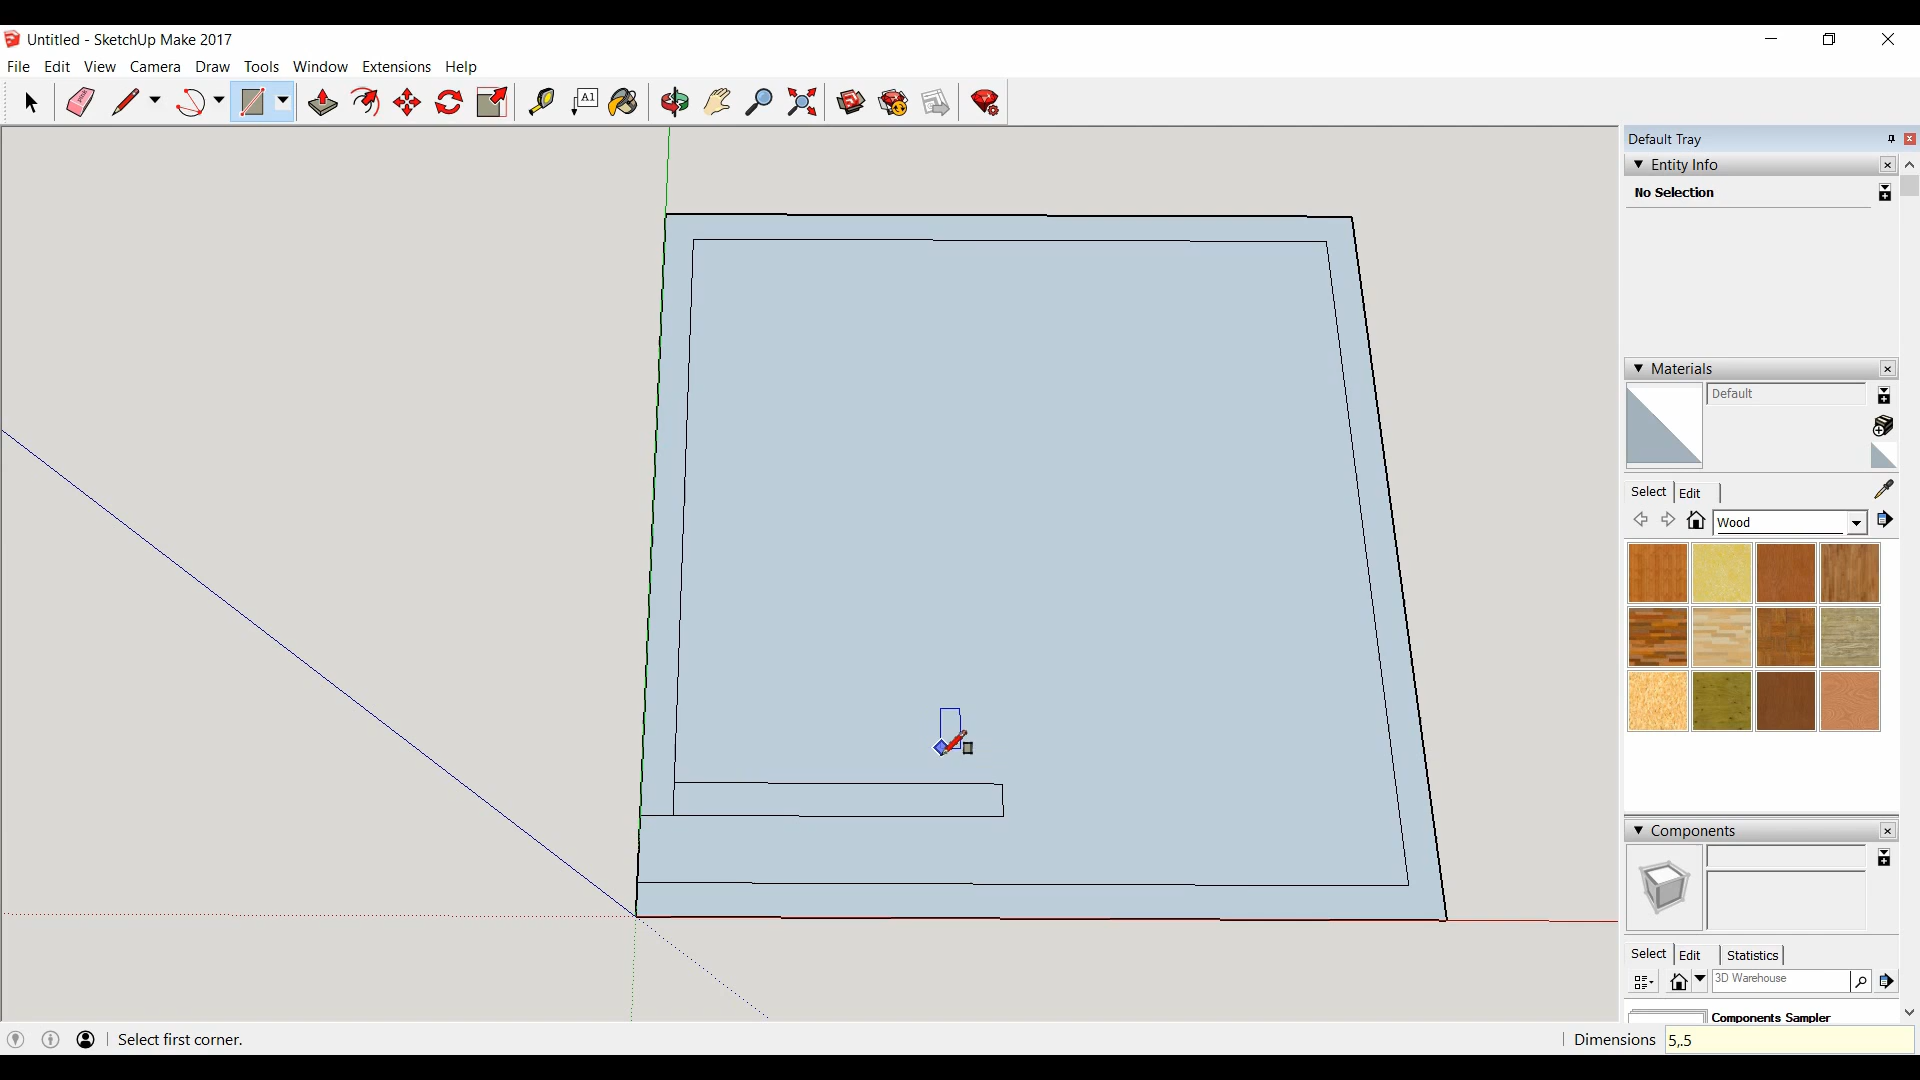 Untitled - SketchUp Make 2017
File Edit View Camera Draw Tools Window Extensions Help
A1
Default Tray
Entity Info
No Selection
Materials
Default
Select Edit
Wood
Components
Select Edit Statistics
3D Warehouse
Components Sampler
Select first corner.
Dimensions 5,.5